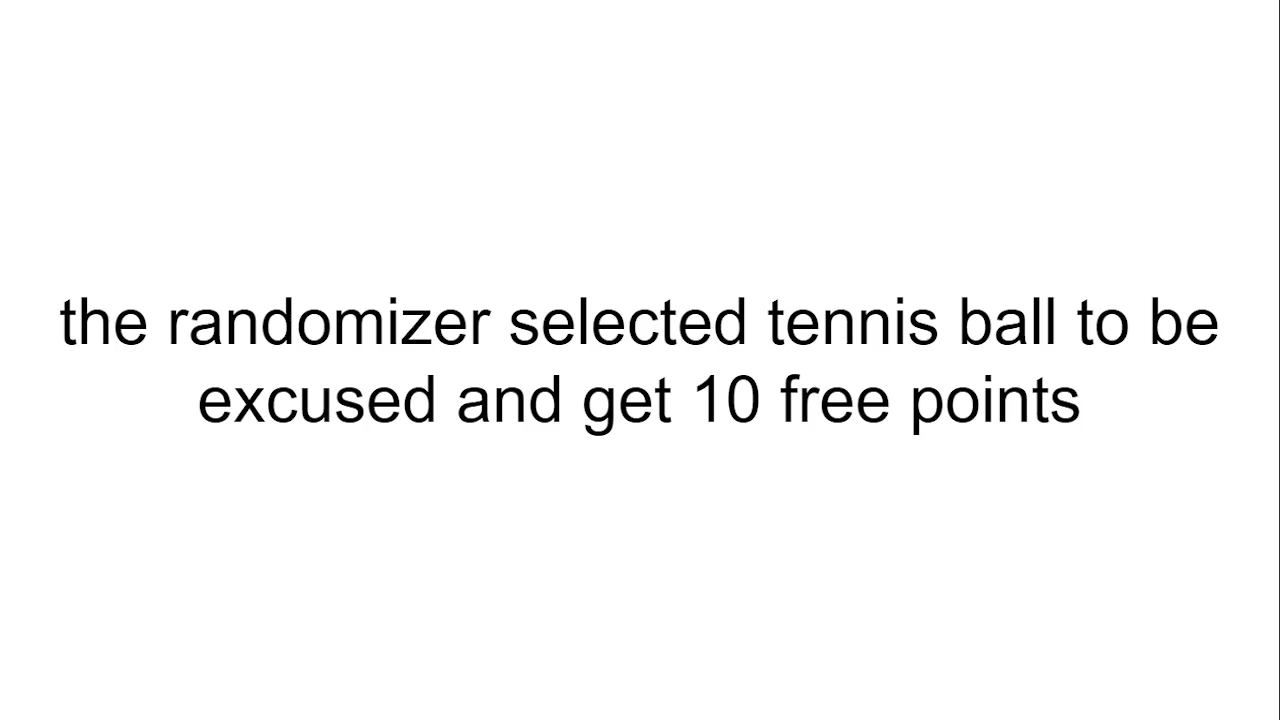 the randomizer selected tennis ball to be
excused and get 10 free points